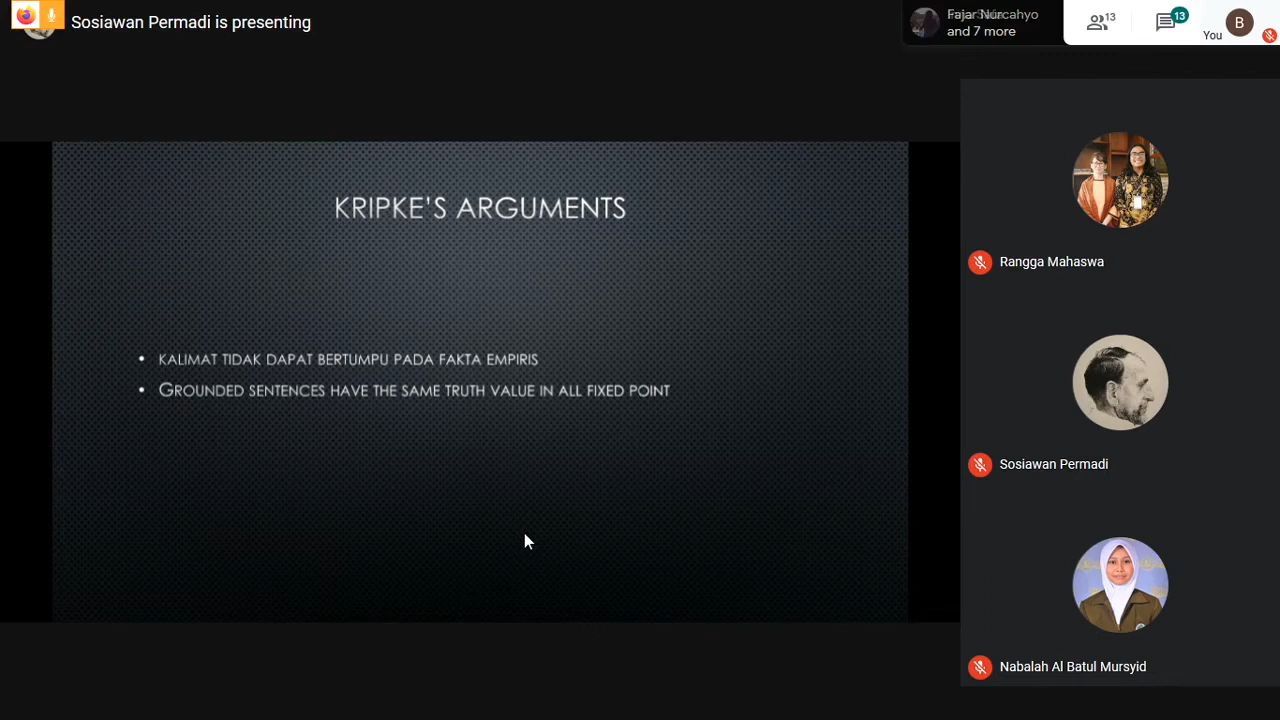 Sosiawan Permadi is presenting
Fajar Nurcahyo
and 7 more
13
13
You
B
KRIPKE'S ARGUMENTS
• KALIMAT TIDAK DAPAT BERTUMPU PADA FAKTA EMPIRIS
• GROUNDED SENTENCES HAVE THE SAME TRUTH VALUE IN ALL FIXED POINT
Rangga Mahaswa
Sosiawan Permadi
Nabalah Al Batul Mursyid